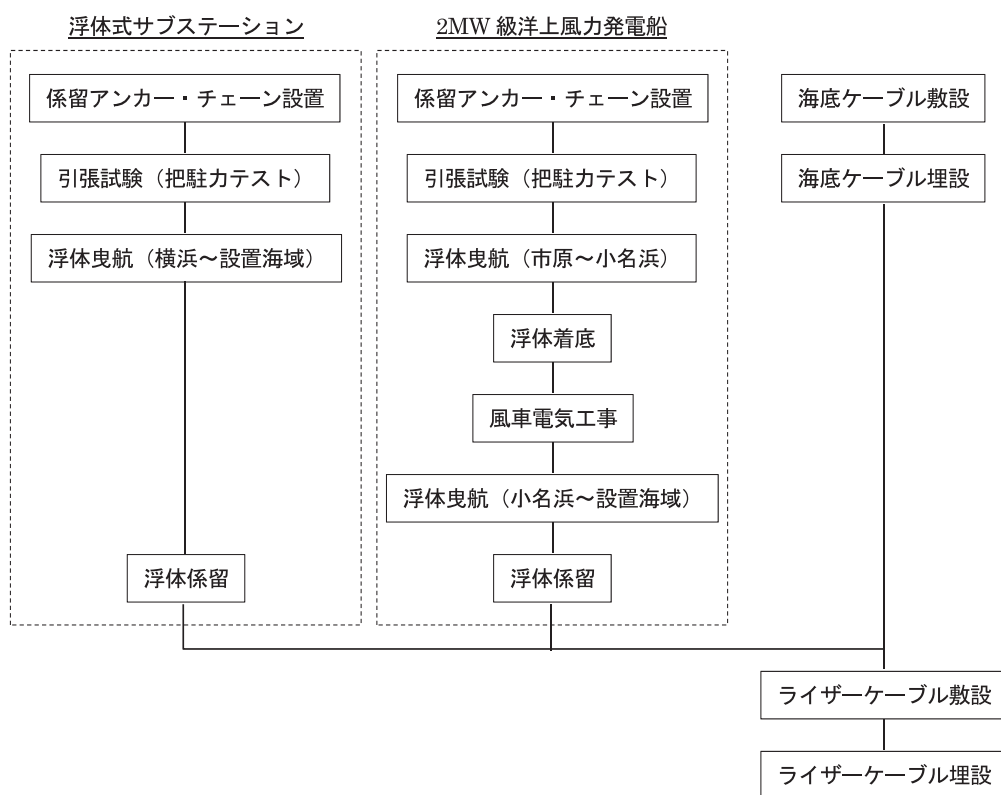 浮体式サブステーション
係留アンカー・チェーン設置
引張試験（把駐力テスト）
浮体曳航（横浜〜設置海域）
浮体係留
2MW 級洋上風力発電船
係留アンカー・チェーン設置
引張試験（把駐力テスト）
浮体曳航（市原〜小名浜）
浮体着底
風車電気工事
浮体曳航（小名浜〜設置海域）
浮体係留
海底ケーブル敷設
海底ケーブル埋設
ライザーケーブル敷設
ライザーケーブル埋設